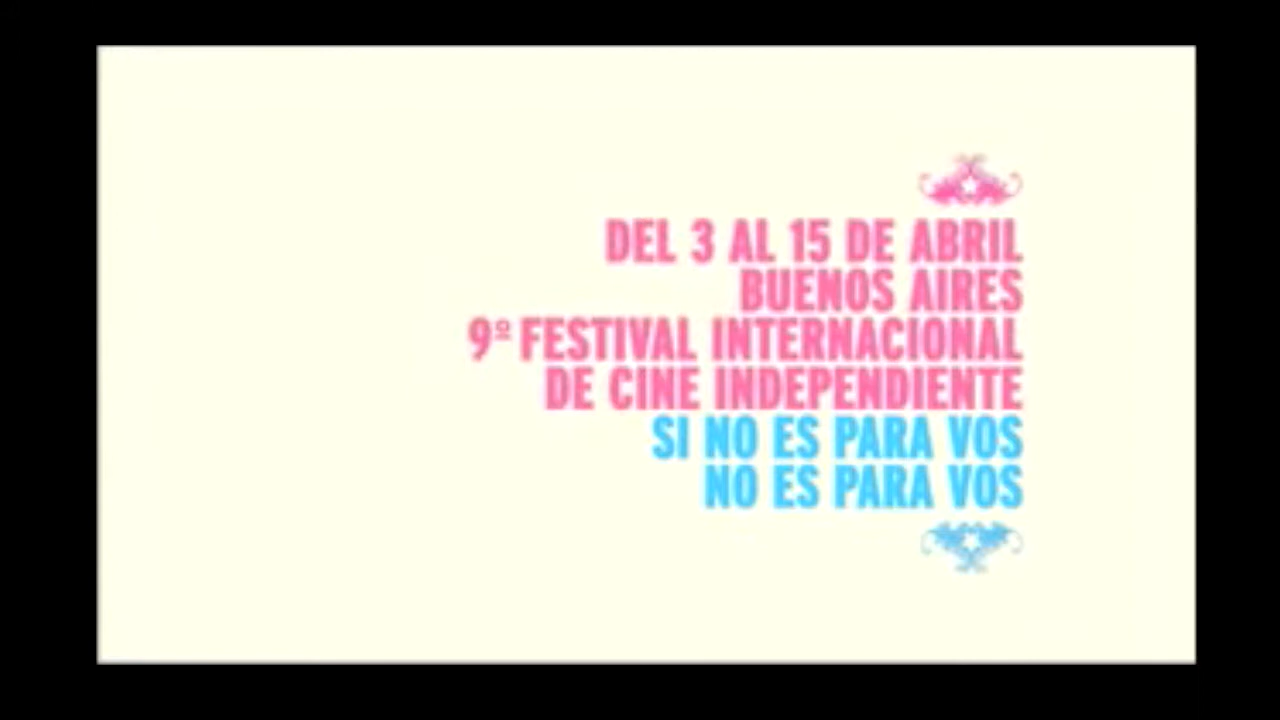 DEL 3 AL 15 DE ABRIL
BUENOS AIRES
9º FESTIVAL INTERNACIONAL
DE CINE INDEPENDIENTE
SI NO ES PARA VOS
NO ES PARA VOS